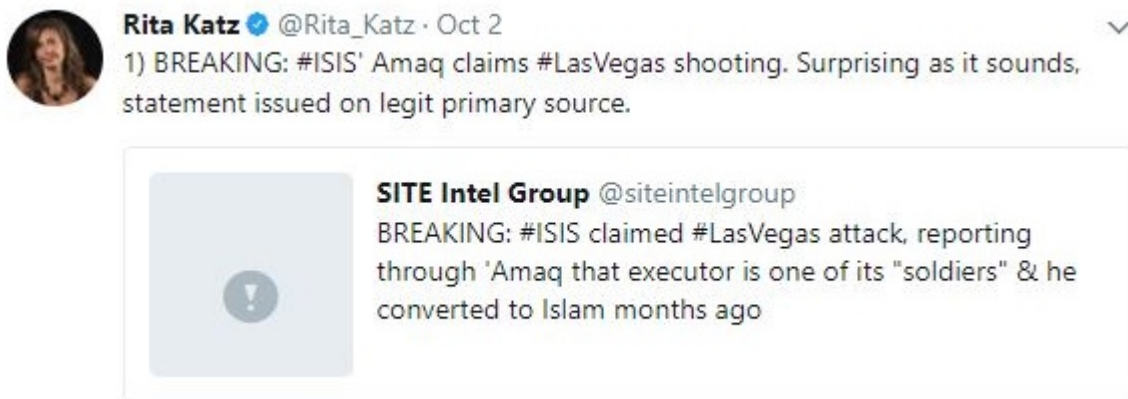 Rita Katz @Rita_Katz · Oct 2
1) BREAKING: #ISIS' Amaq claims #LasVegas shooting. Surprising as it sounds,
statement issued on legit primary source.
SITE Intel Group @siteintelgroup
BREAKING: #ISIS claimed #LasVegas attack, reporting
through 'Amaq that executor is one of its "soldiers" & he
converted to Islam months ago